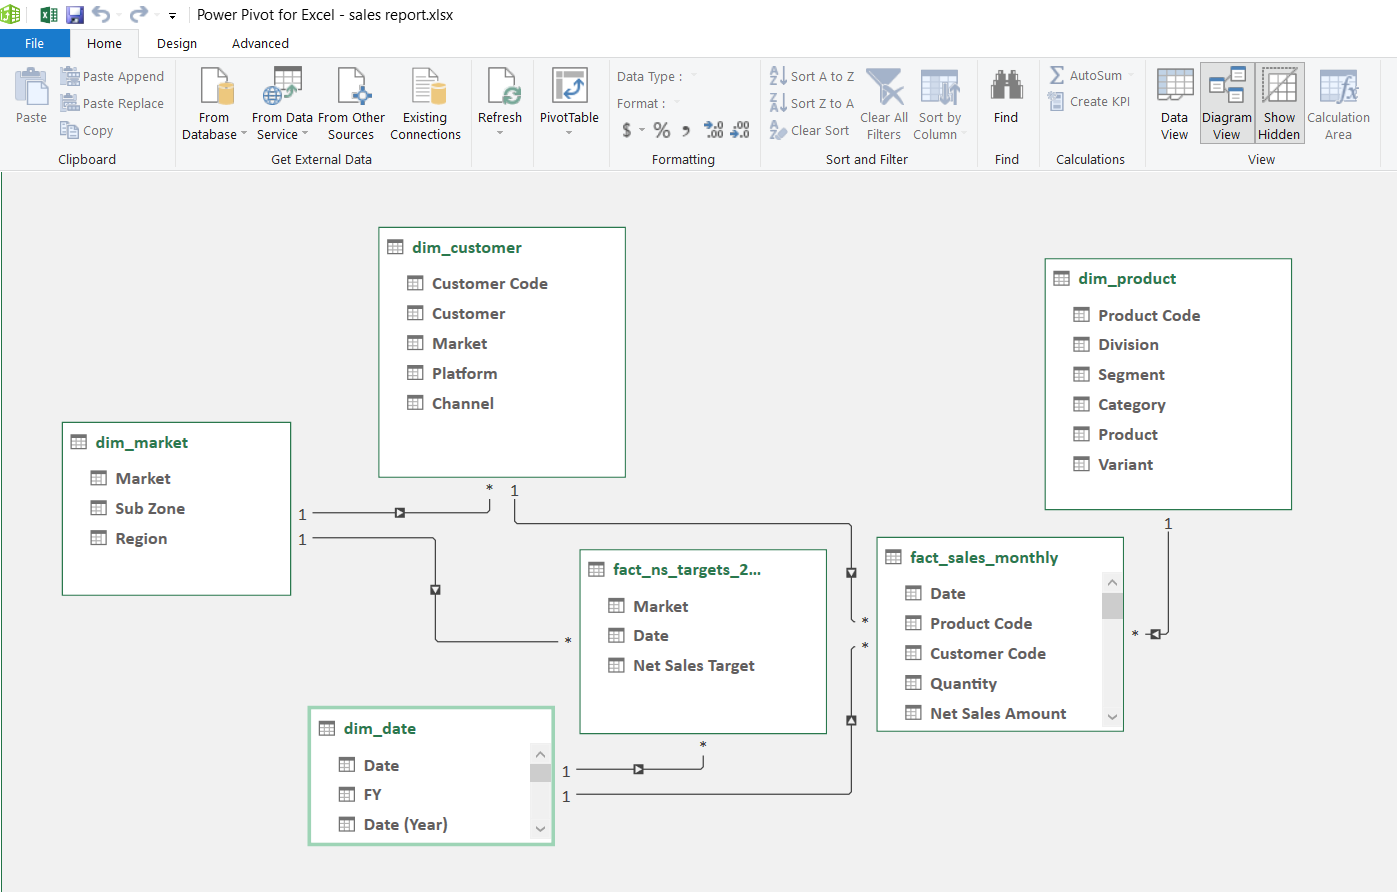 Power Pivot for Excel - sales report.xlsx
File Home Design Advanced
Paste
Paste Append
Paste Replace
Copy
Clipboard
From Database
From Data Service
From Other Sources
Existing Connections
Get External Data
Refresh
PivotTable
Data Type :
Format :
$ % , .00 .00
Formatting
Sort A to Z
Sort Z to A
Clear Sort
Clear All Filters
Sort by Column
Sort and Filter
Find
Find
AutoSum
Create KPI
Calculations
Data View
Diagram View
Show Hidden
Calculation Area
View
dim_customer
Customer Code
Customer
Market
Platform
Channel
dim_product
Product Code
Division
Segment
Category
Product
Variant
dim_market
Market
Sub Zone
Region
* 1
1
1
1
fact_ns_targets_2...
Market
Date
Net Sales Target
fact_sales_monthly
Date
Product Code
Customer Code
Quantity
Net Sales Amount
*
*
*
*
dim_date
Date
FY
Date (Year)
*
1
1